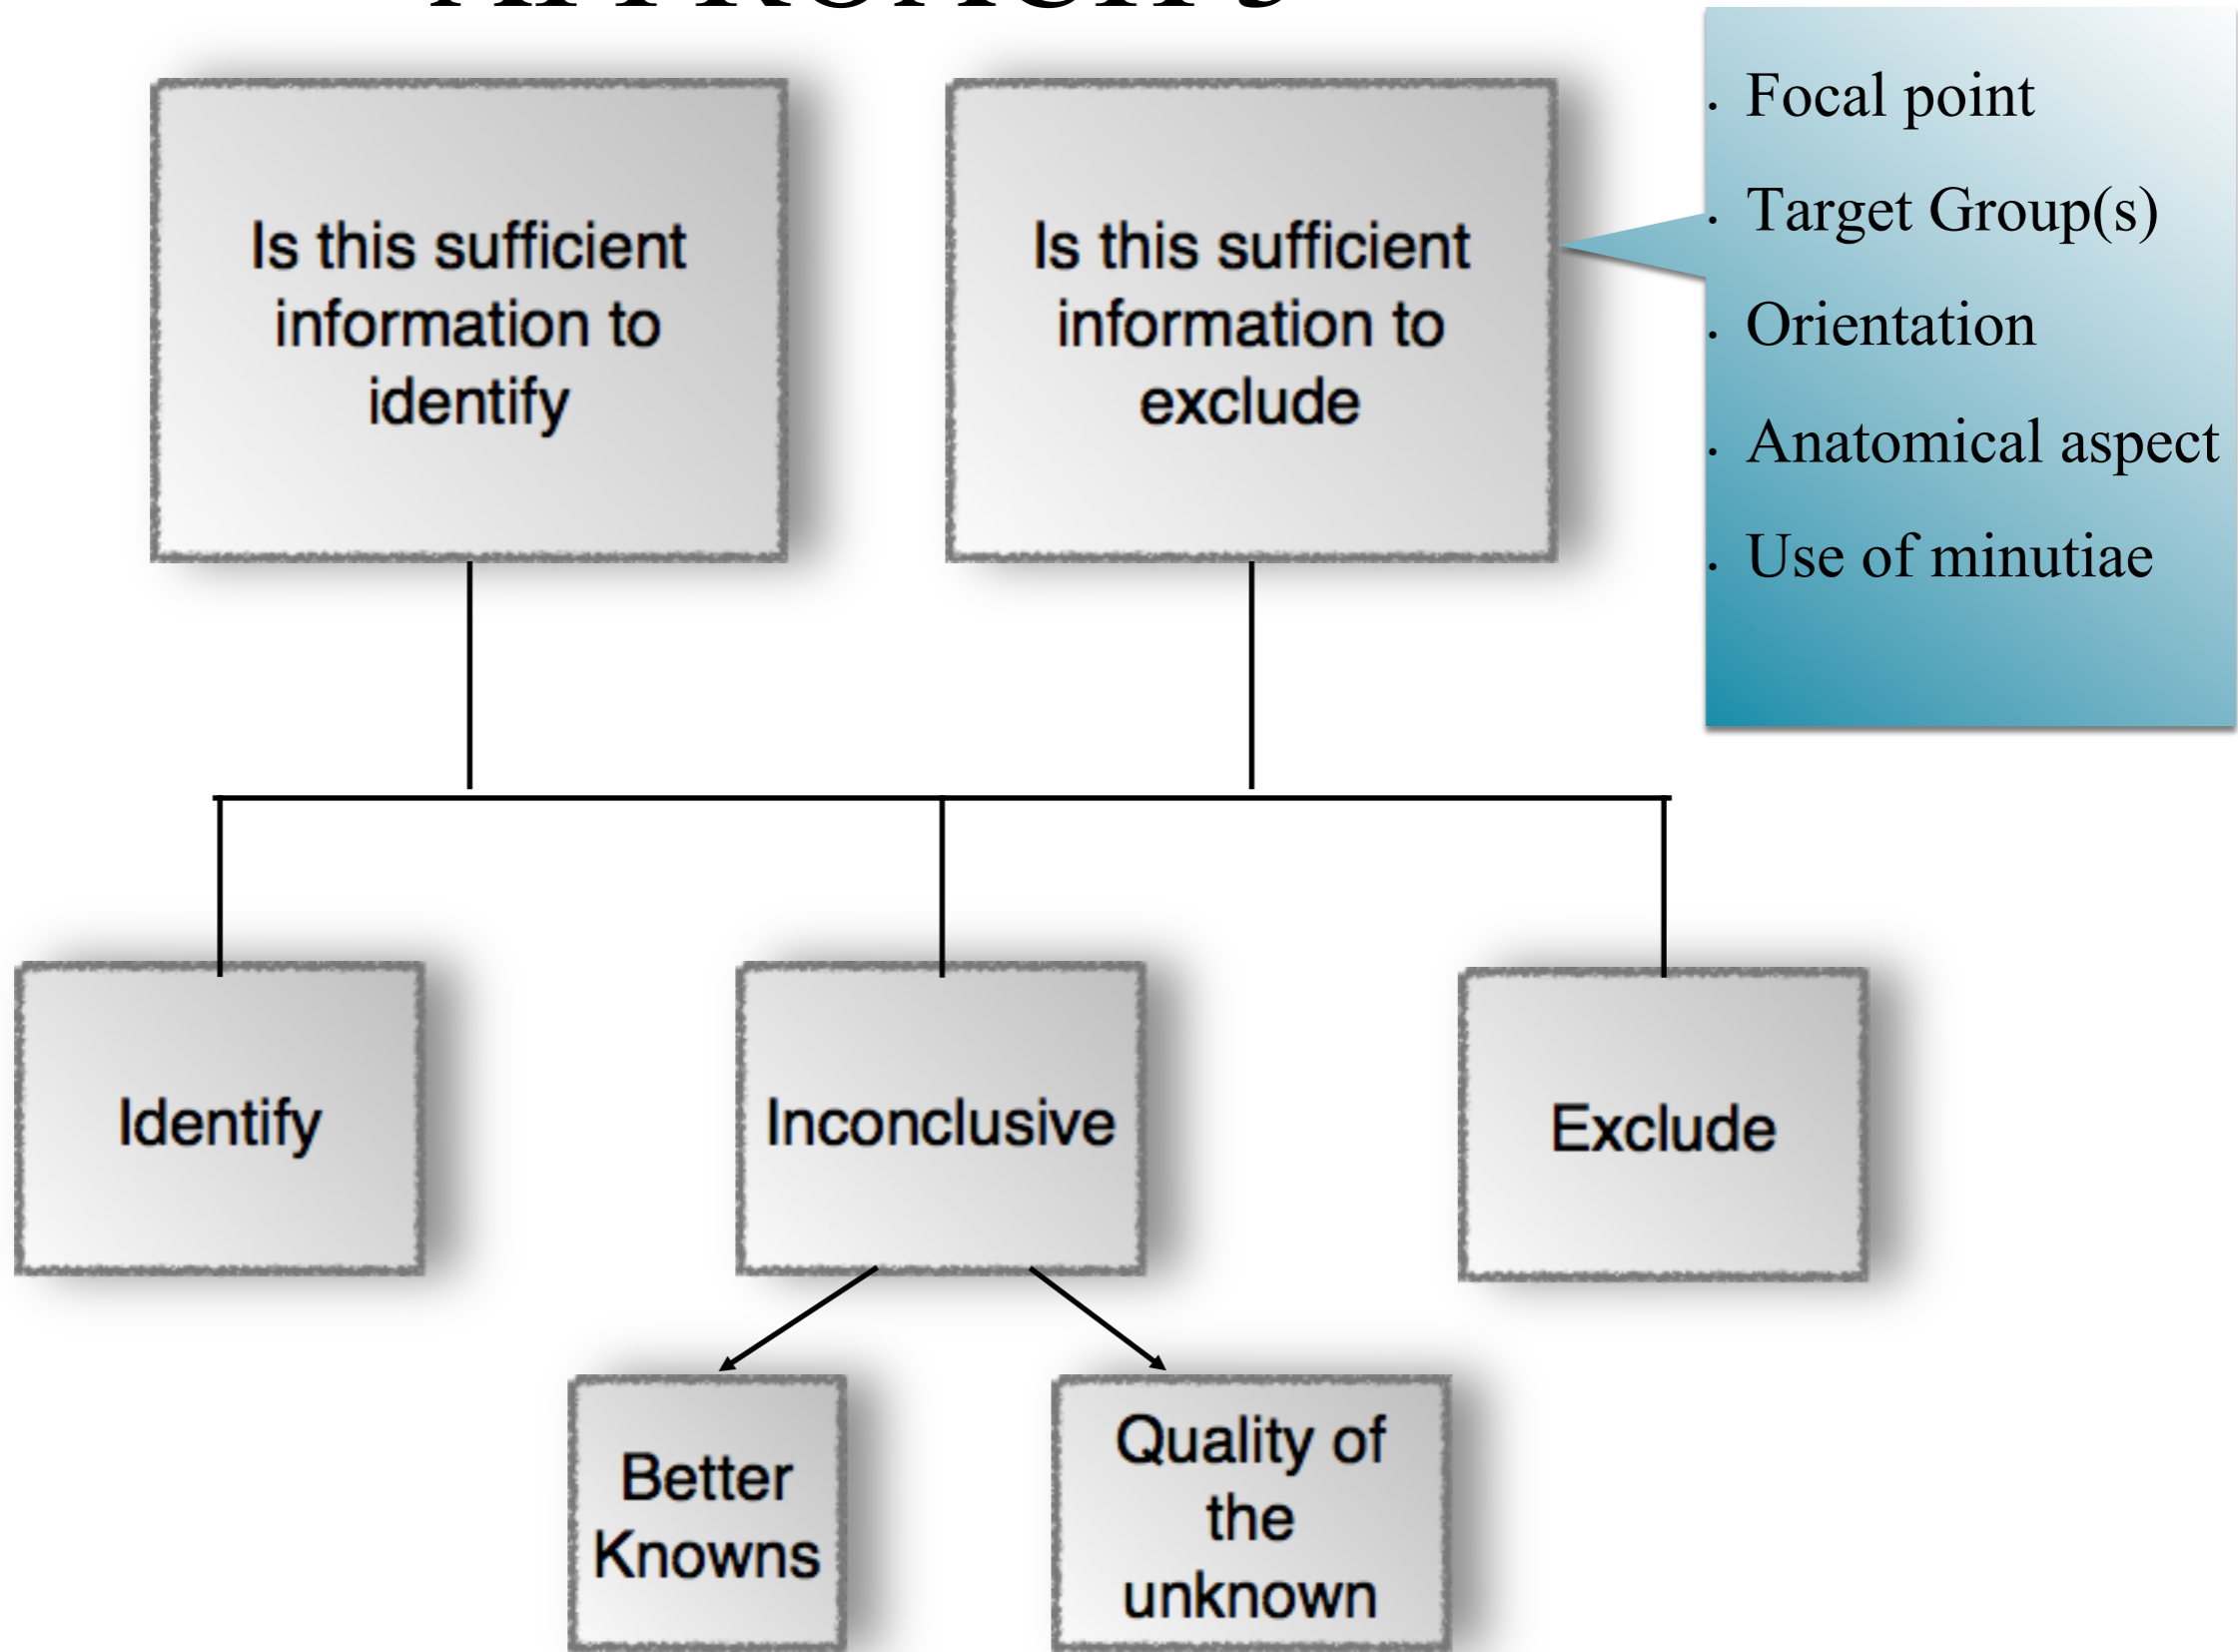 Is this sufficient
information to
identify
Is this sufficient
information to
exclude
· Focal point
· Target Group(s)
· Orientation
· Anatomical aspect
· Use of minutiae
Identify
Inconclusive
Exclude
Better
Knowns
Quality of
the
unknown